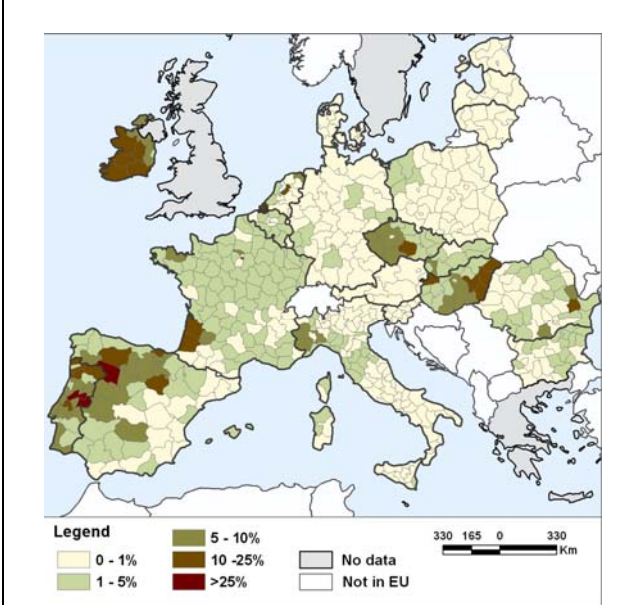 Legend
0 - 1%
1 - 5%
5 - 10%
10 -25%
>25%
No data
Not in EU
330 165 0 330
Km